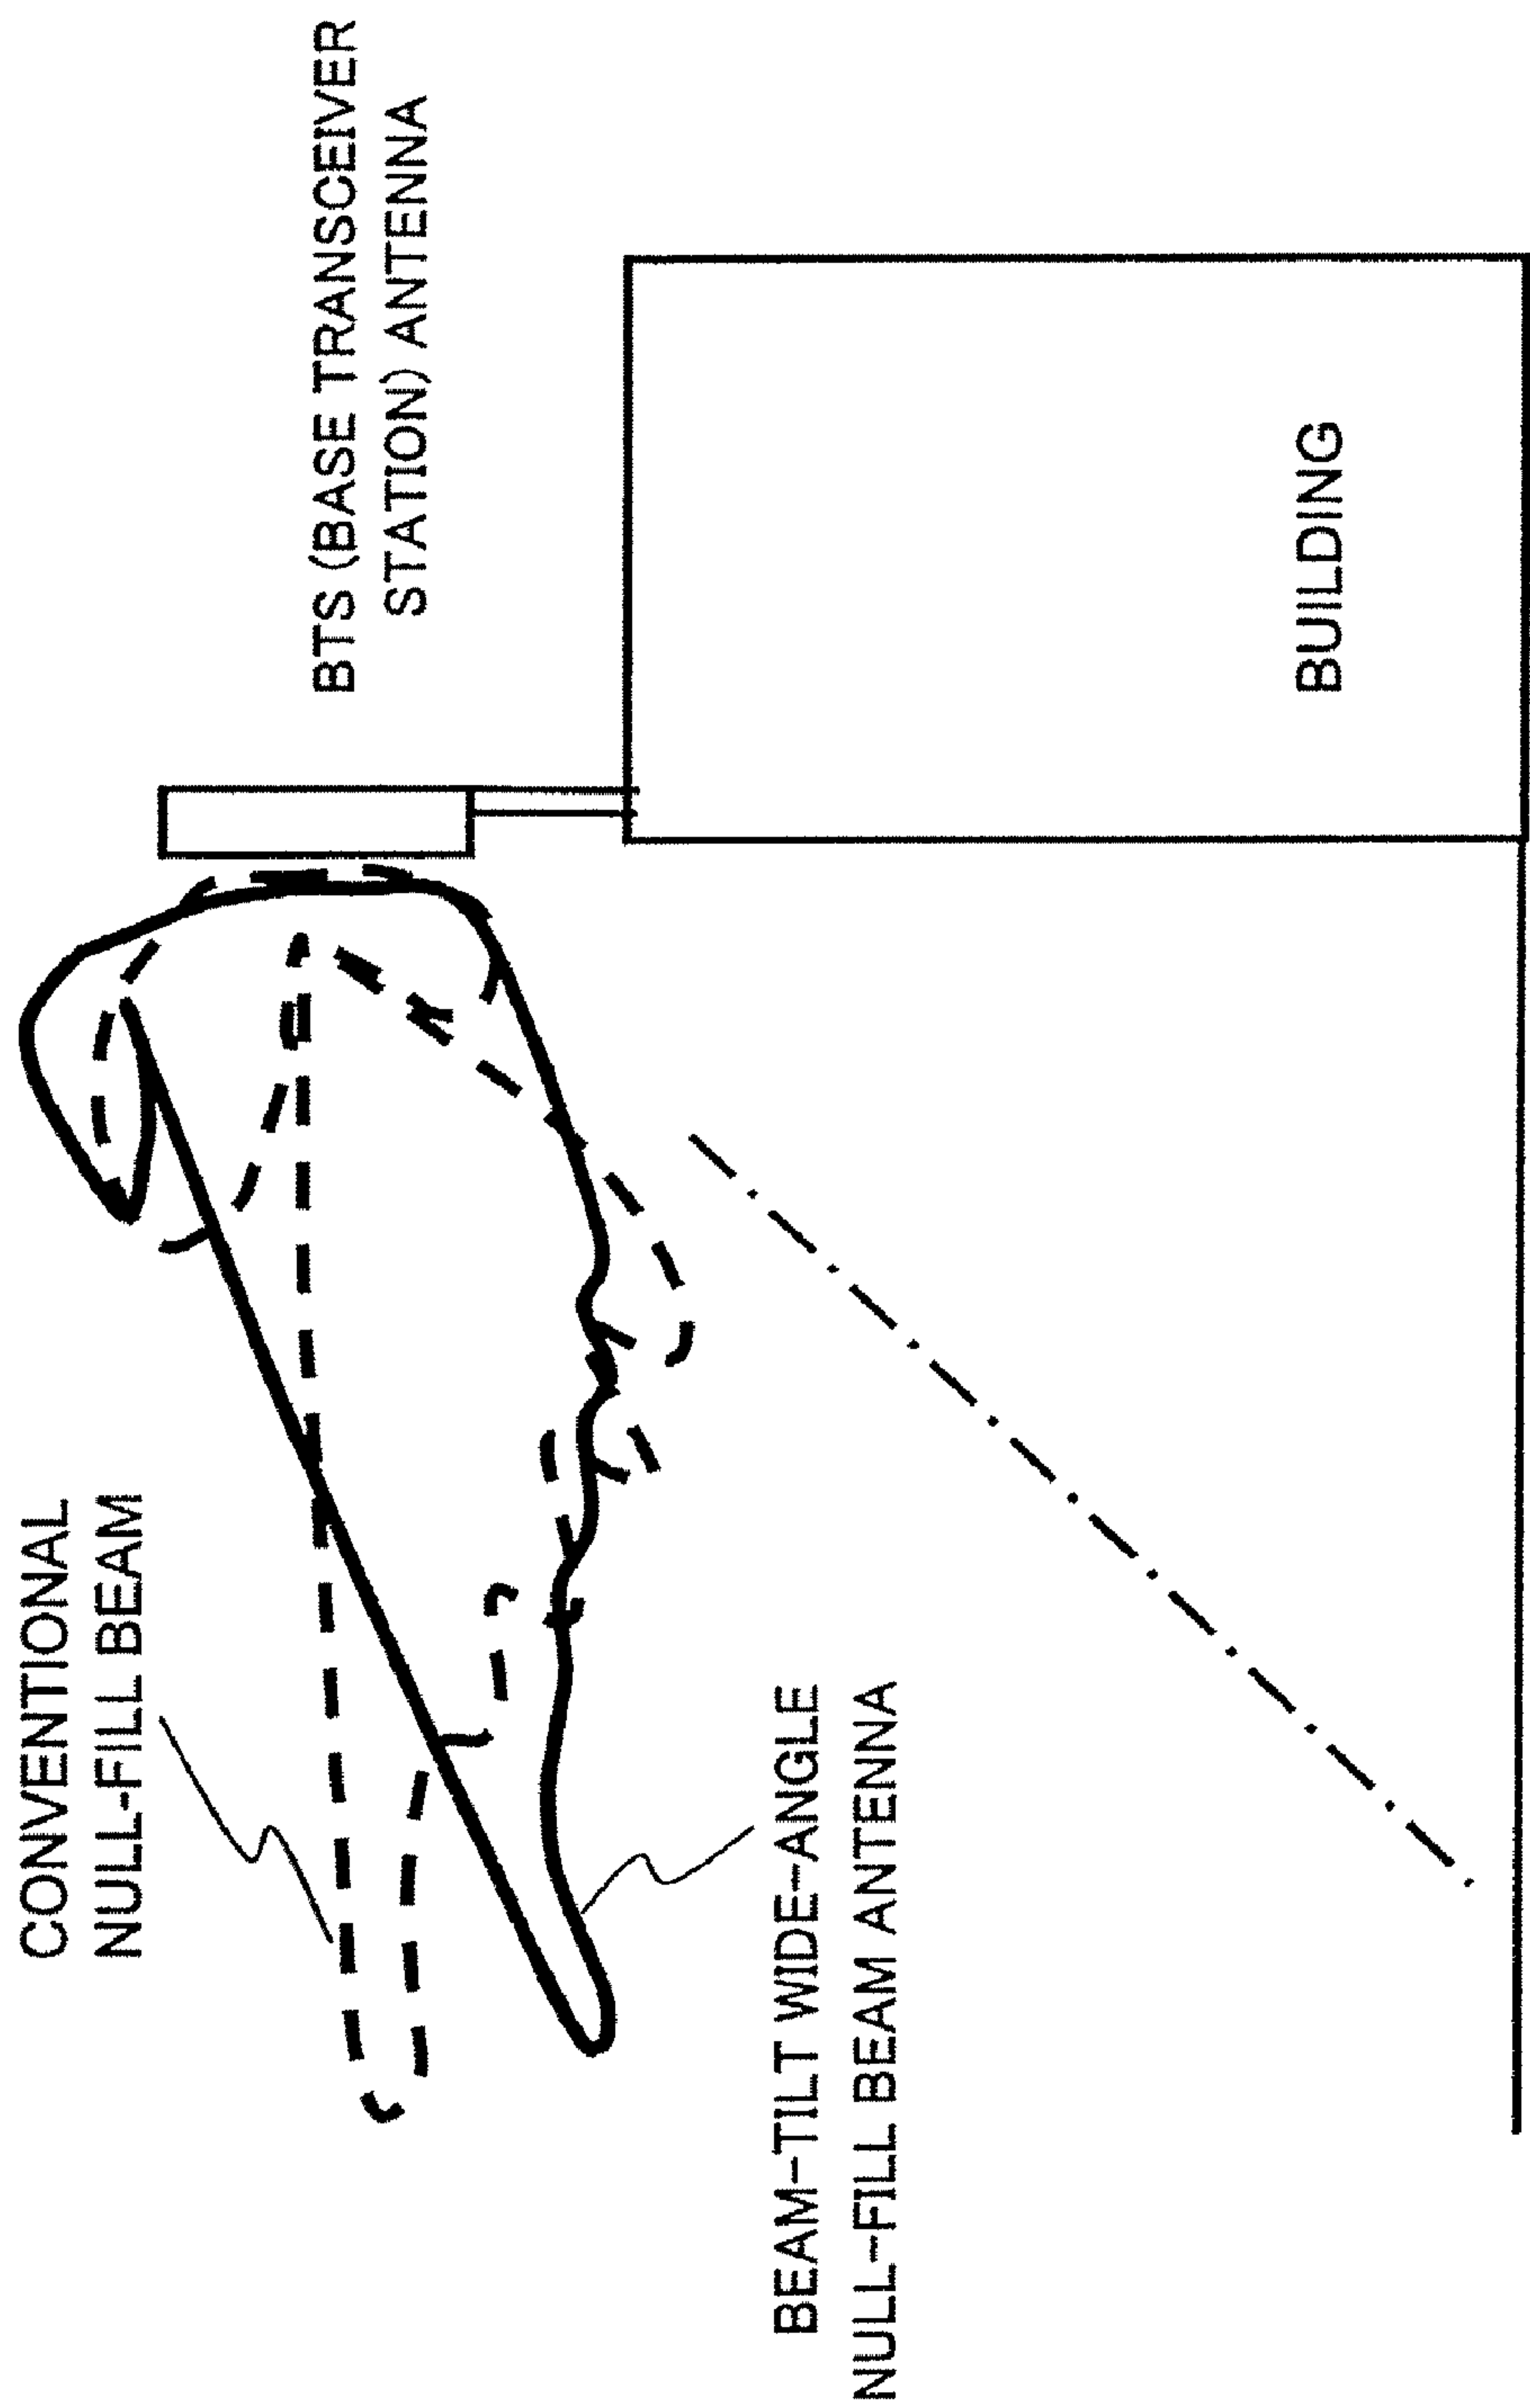 CONVENTIONAL
NULL-FILL BEAM
BTS (BASE TRANSCEIVER
STATION) ANTENNA
BEAM-TILT WIDE-ANGLE
NULL-FILL BEAM ANTENNA
BUILDING